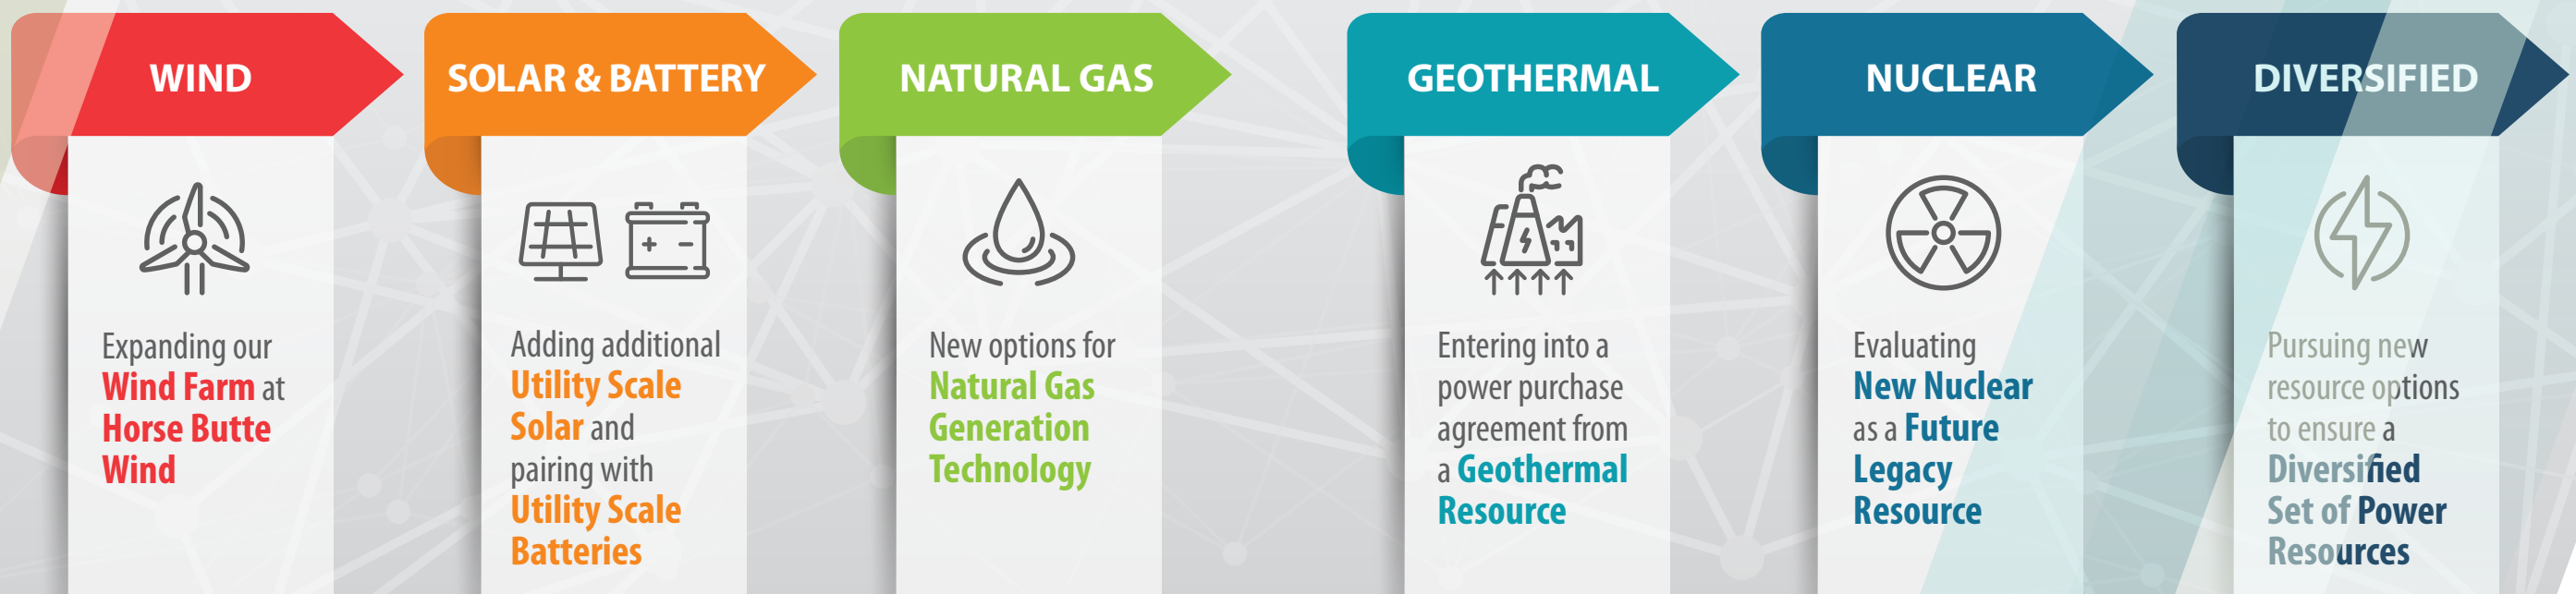 WIND
Expanding our
Wind Farm at
Horse Butte
Wind
SOLAR & BATTERY
Adding additional
Utility Scale
Solar and
pairing with
Utility Scale
Batteries
NATURAL GAS
New options for
Natural Gas
Generation
Technology
GEOTHERMAL
Entering into a
power purchase
agreement from
a Geothermal
Resource
NUCLEAR
Evaluating
New Nuclear
as a Future
Legacy
Resource
DIVERSIFIED
Pursuing new
resource options
to ensure a
Diversified
Set of Power
Resources